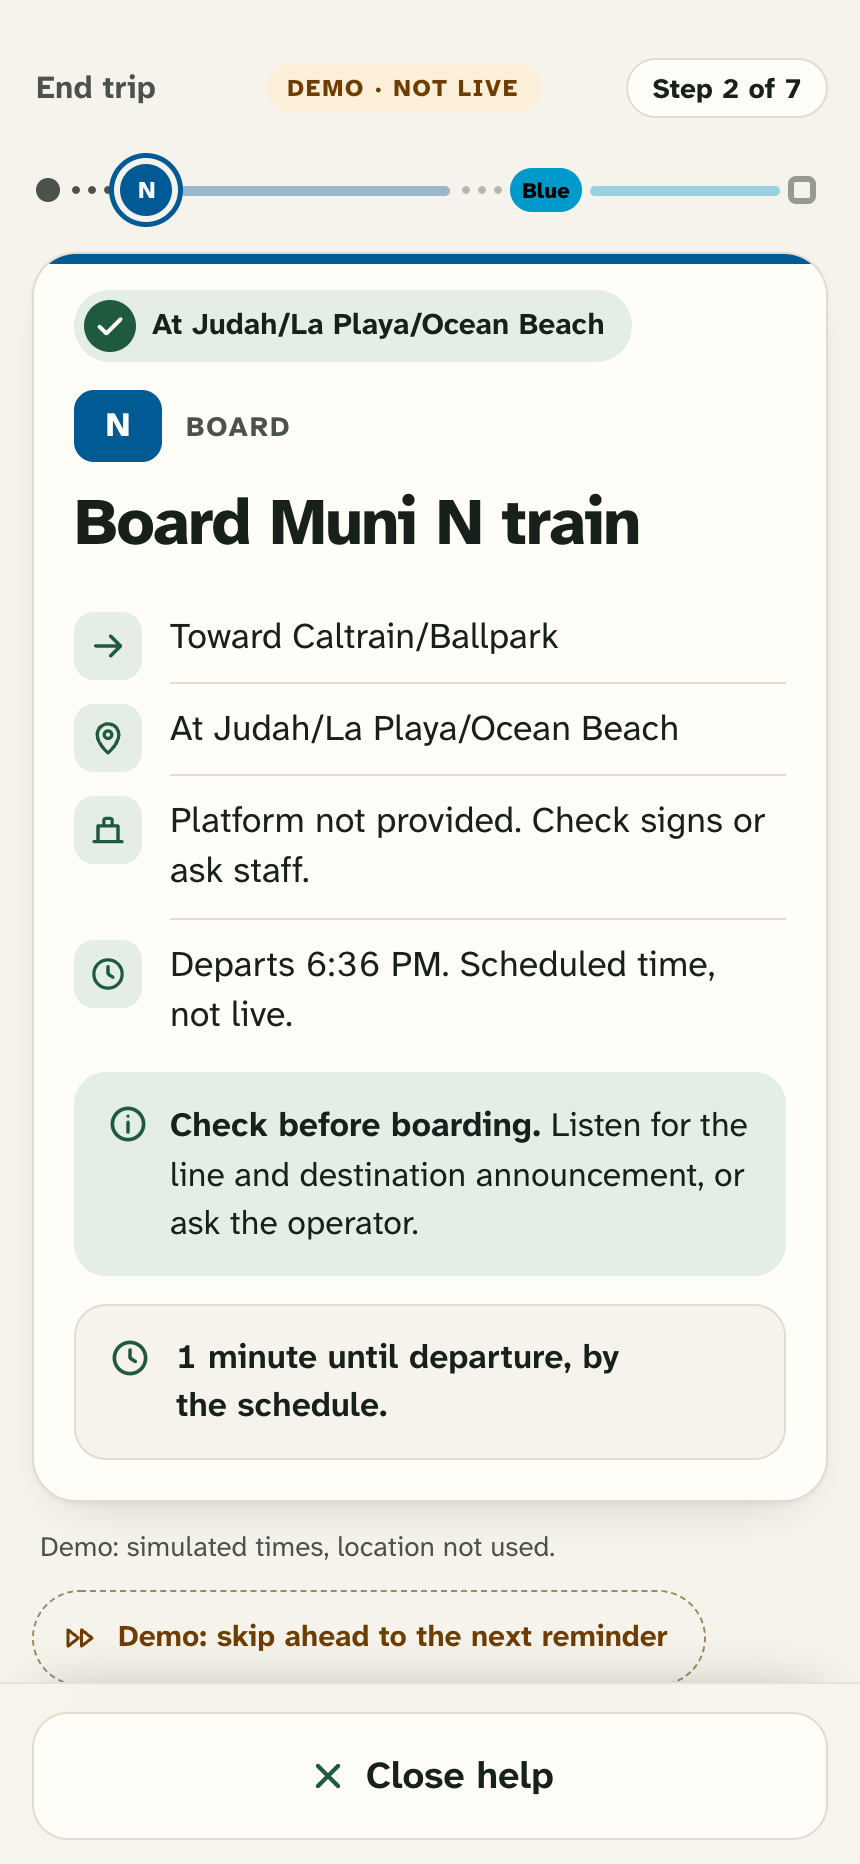 End trip
DEMO · NOT LIVE
Step 2 of 7
N
Blue
At Judah/La Playa/Ocean Beach
N
BOARD
Board Muni N train
Toward Caltrain/Ballpark
At Judah/La Playa/Ocean Beach
Platform not provided. Check signs or
ask staff.
Departs 6:36 PM. Scheduled time,
not live.
Check before boarding. Listen for the
line and destination announcement, or
ask the operator.
1 minute until departure, by
the schedule.
Demo: simulated times, location not used.
Demo: skip ahead to the next reminder
Close help